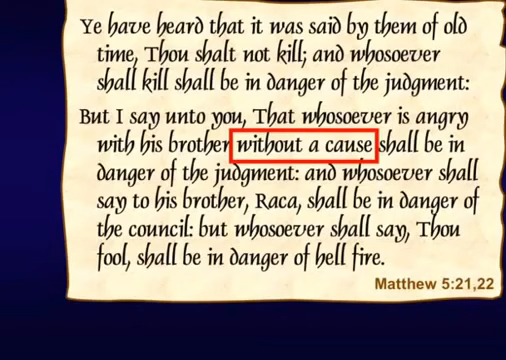 Ye have heard that it was said by them of old
time, Thou shalt not kill; and whosoever
shall kill shall be in danger of the judgment:
But I say unto you, That whosoever is angry
with his brother without a cause shall be in
danger of the judgment: and whosoever shall
say to his brother, Raca, shall be in danger of
the council: but whosoever shall say, Thou
fool, shall be in danger of hell fire.
Matthew 5:21,22